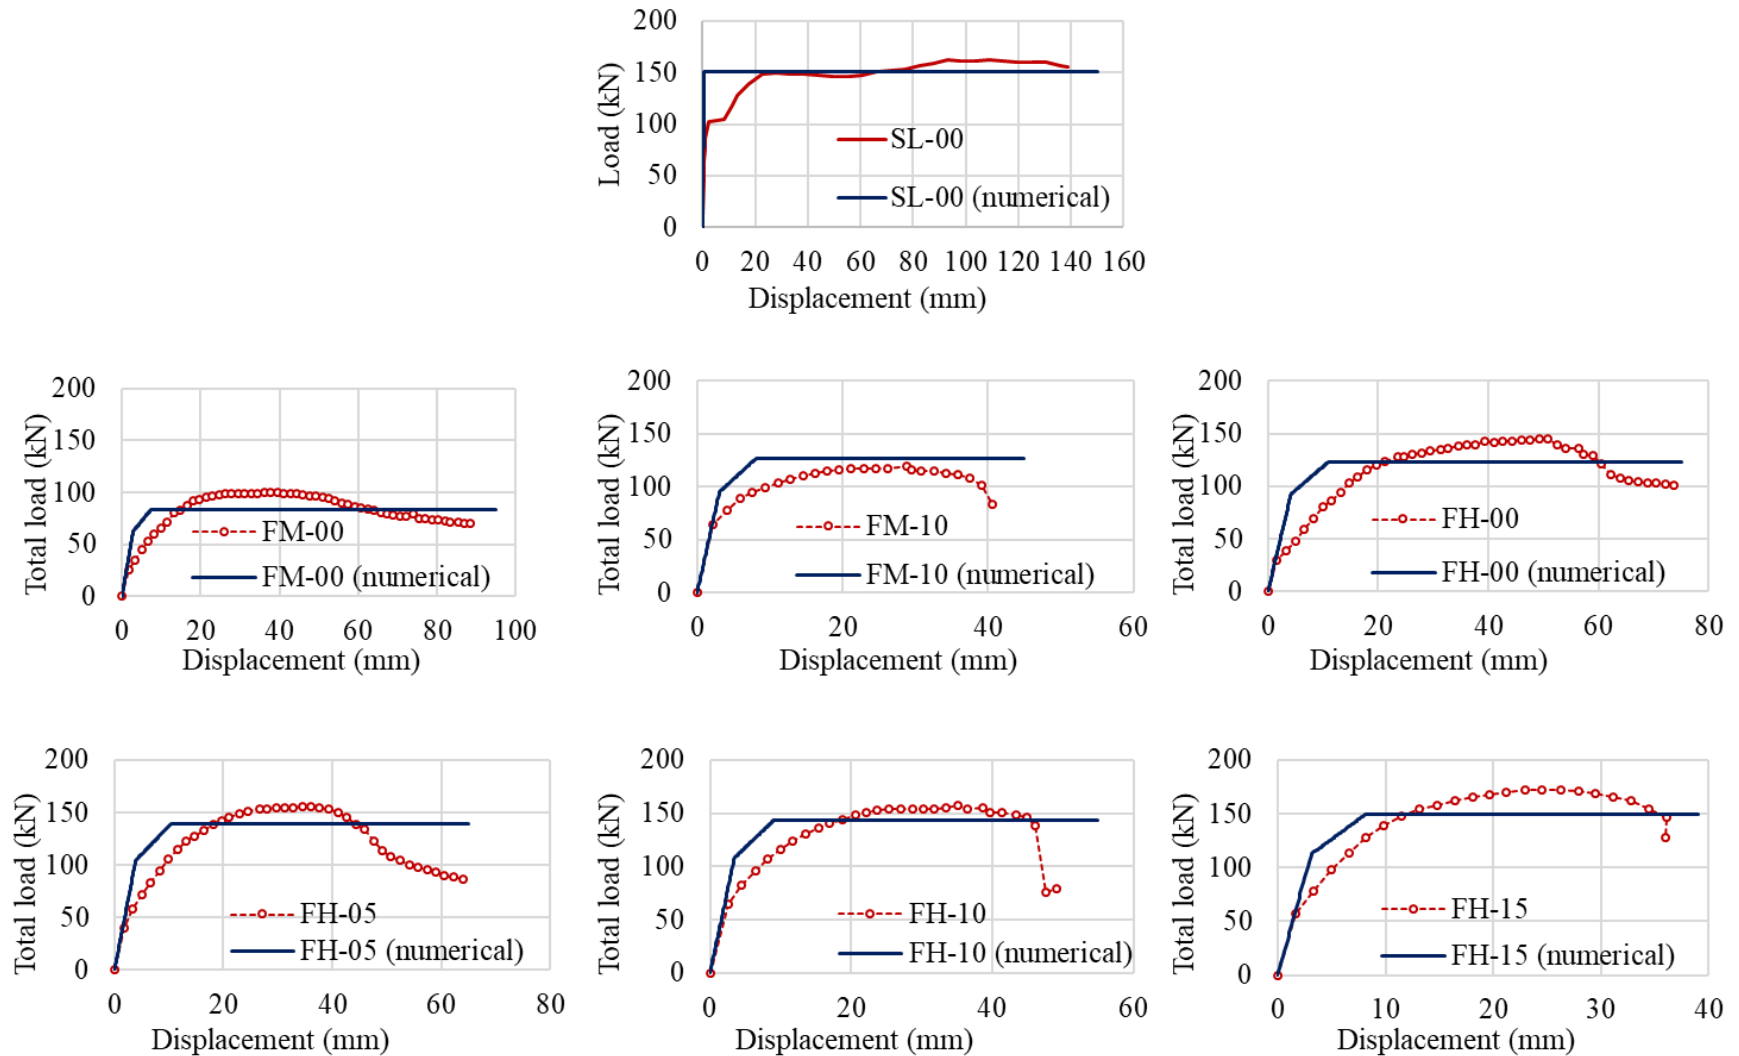 200
150
100
50
0
Load (kN)
SL-00
SL-00 (numerical)
0 20 40 60 80 100 120 140 160
Displacement (mm)
200
150
100
50
0
Total load (kN)
FM-00
FM-00 (numerical)
0 20 40 60 80 100
Displacement (mm)
200
150
100
50
0
Total load (kN)
FM-10
FM-10 (numerical)
0 20 40 60
Displacement (mm)
200
150
100
50
0
Total load (kN)
FH-00
FH-00 (numerical)
0 20 40 60 80
Displacement (mm)
200
150
100
50
0
Total load (kN)
FH-05
FH-05 (numerical)
0 20 40 60 80
Displacement (mm)
200
150
100
50
0
Total load (kN)
FH-10
FH-10 (numerical)
0 20 40 60
Displacement (mm)
200
150
100
50
0
Total load (kN)
FH-15
FH-15 (numerical)
0 10 20 30 40
Displacement (mm)